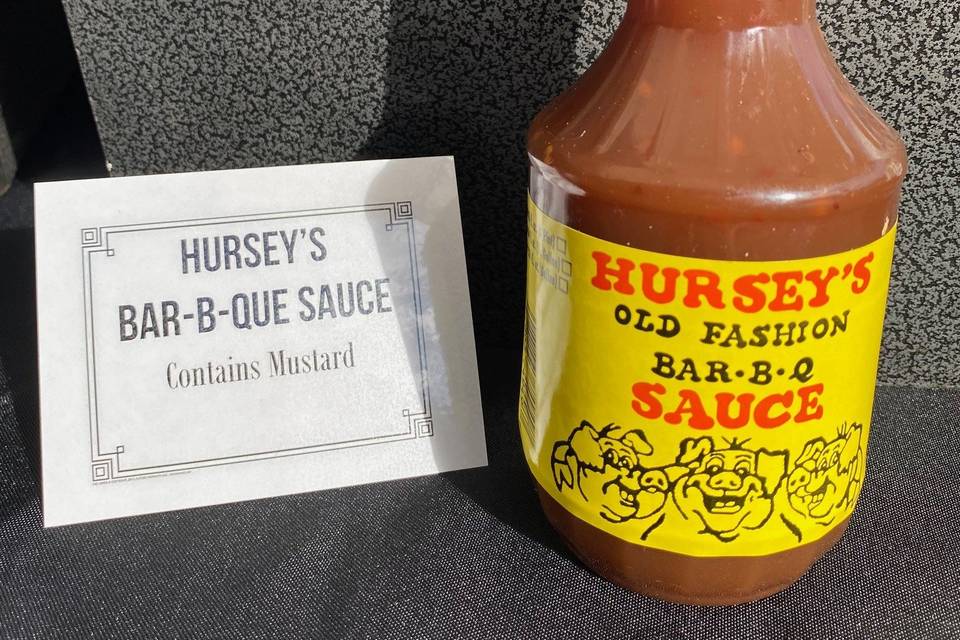 HURSEY'S
BAR-B-QUE SAUCE
Contains Mustard
HURSEY'S
OLD FASHION
BAR•B•Q
SAUCE